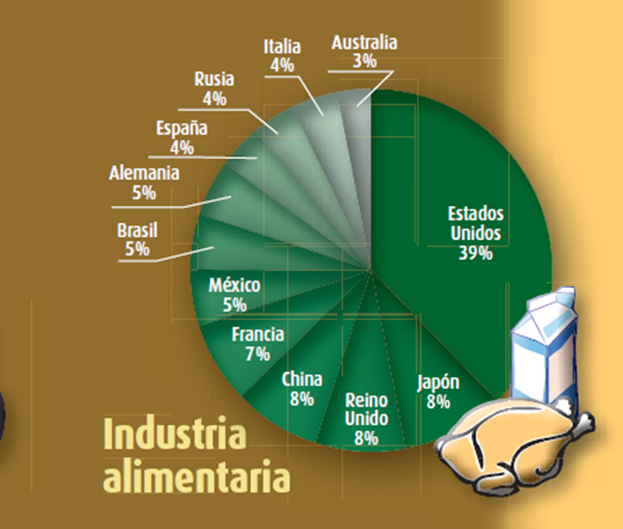 Italia
4%
Australia
3%
Rusia
4%
España
4%
Alemania
5%
Brasil
5%
Estados
Unidos
39%
México
5%
Francia
7%
China
8%
Reino
Unido
8%
Japón
8%
Industria
alimentaria